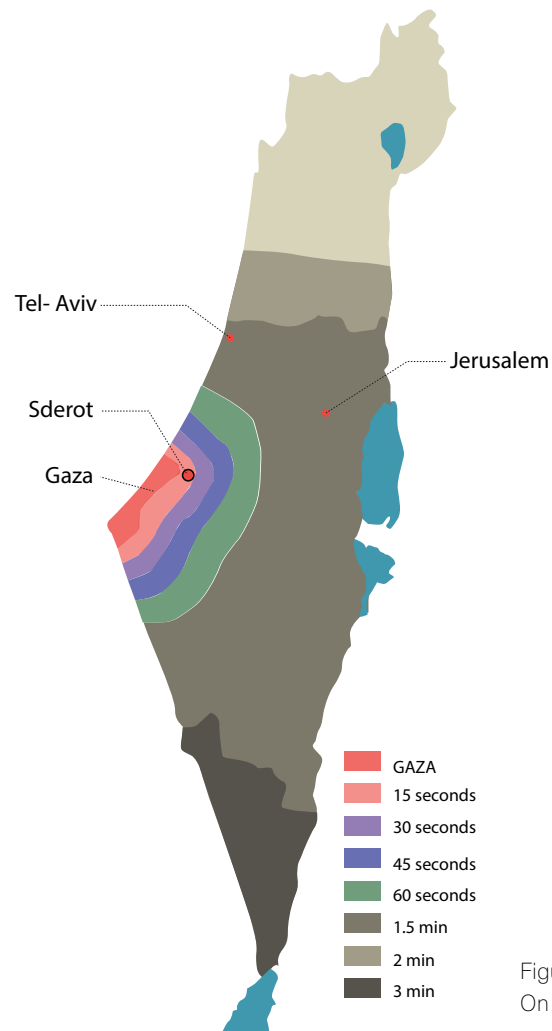 Tel- Aviv
Jerusalem
Sderot
Gaza
GAZA
15 seconds
30 seconds
45 seconds
60 seconds
1.5 min
2 min
3 min
On